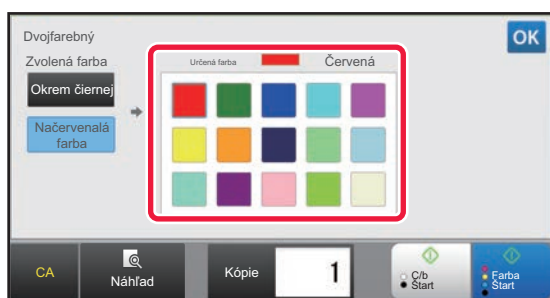 Dvojfarebný
OK
Zvolená farba
Určená farba
Červená
Okrem čiernej
Načervenalá
farba
CA
Náhľad
Kópie
1
Č/b
Štart
Farba
Štart